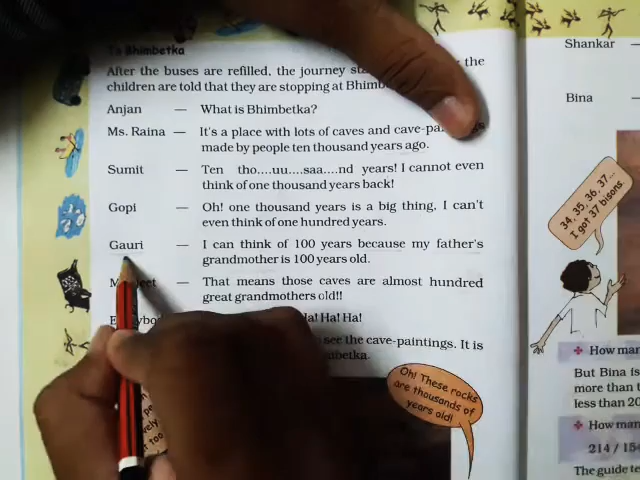 To Bhimbetka
After the buses are refilled, the journey the
children are told that they are stopping at
Anjan — What is Bhimbetka?
Ms. Raina — It's a place with lots of caves and
made by people ten thousand years ago.
Sumit — Ten tho....uu....saa....nd years! I cannot even
think of one thousand years back!
Gopi — Oh! one thousand years is a big thing, I can't
even think of one hundred years.
Gauri — I can think of 100 years because my father's
grandmother is 100 years old.
— That means those caves are almost hundred
great grandmothers old!!
Ha! Ha!
see the cave-paintings. It is
Oh! These rocks
are thousands of
years old!
Shankar —
Bina —
34, 35, 36, 37...
I got 37 bisons.
How man
But Bina is
more than t
less than 20
How man
214 / 154
The guide te